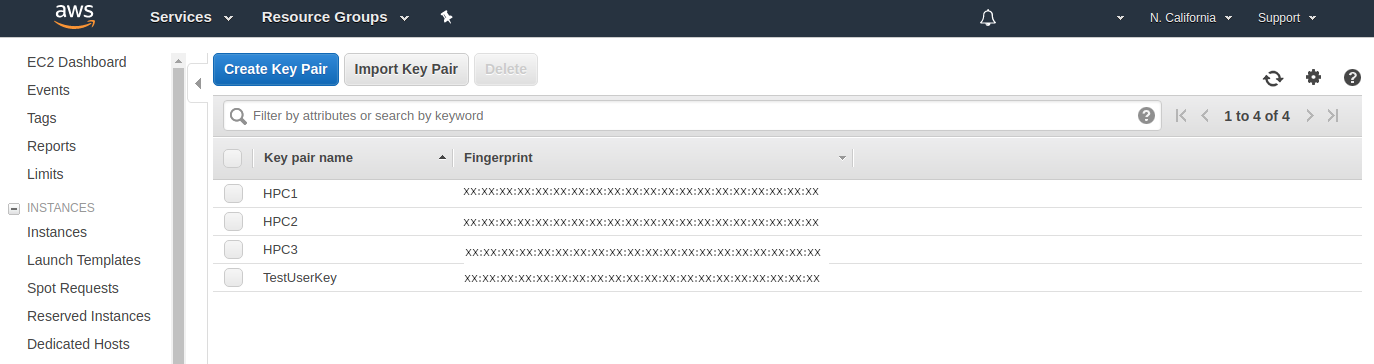 aws Services Resource Groups N. California Support
EC2 Dashboard
Events
Tags
Reports
Limits
INSTANCES
Instances
Launch Templates
Spot Requests
Reserved Instances
Dedicated Hosts
Create Key Pair Import Key Pair Delete
Filter by attributes or search by keyword 1 to 4 of 4
Key pair name Fingerprint
HPC1 xx:xx:xx:xx:xx:xx:xx:xx:xx:xx:xx:xx:xx:xx:xx:xx:xx:xx:xx:xx
HPC2 xx:xx:xx:xx:xx:xx:xx:xx:xx:xx:xx:xx:xx:xx:xx:xx:xx:xx:xx:xx
HPC3 xx:xx:xx:xx:xx:xx:xx:xx:xx:xx:xx:xx:xx:xx:xx:xx:xx:xx:xx:xx
TestUserKey xx:xx:xx:xx:xx:xx:xx:xx:xx:xx:xx:xx:xx:xx:xx:xx:xx:xx:xx:xx